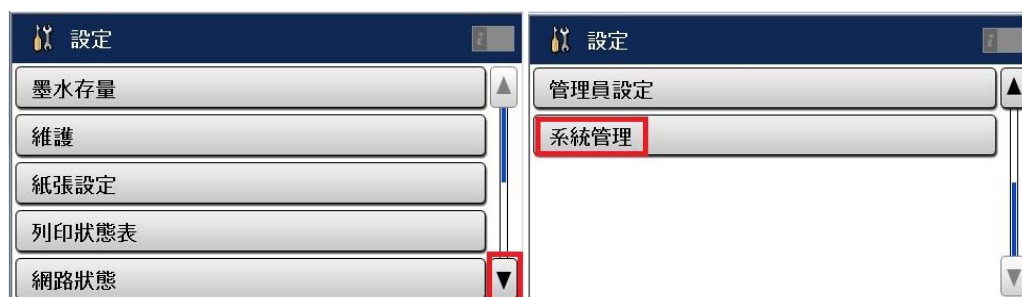 設定
墨水存量
維護
紙張設定
列印狀態表
網路狀態
設定
管理員設定
系統管理